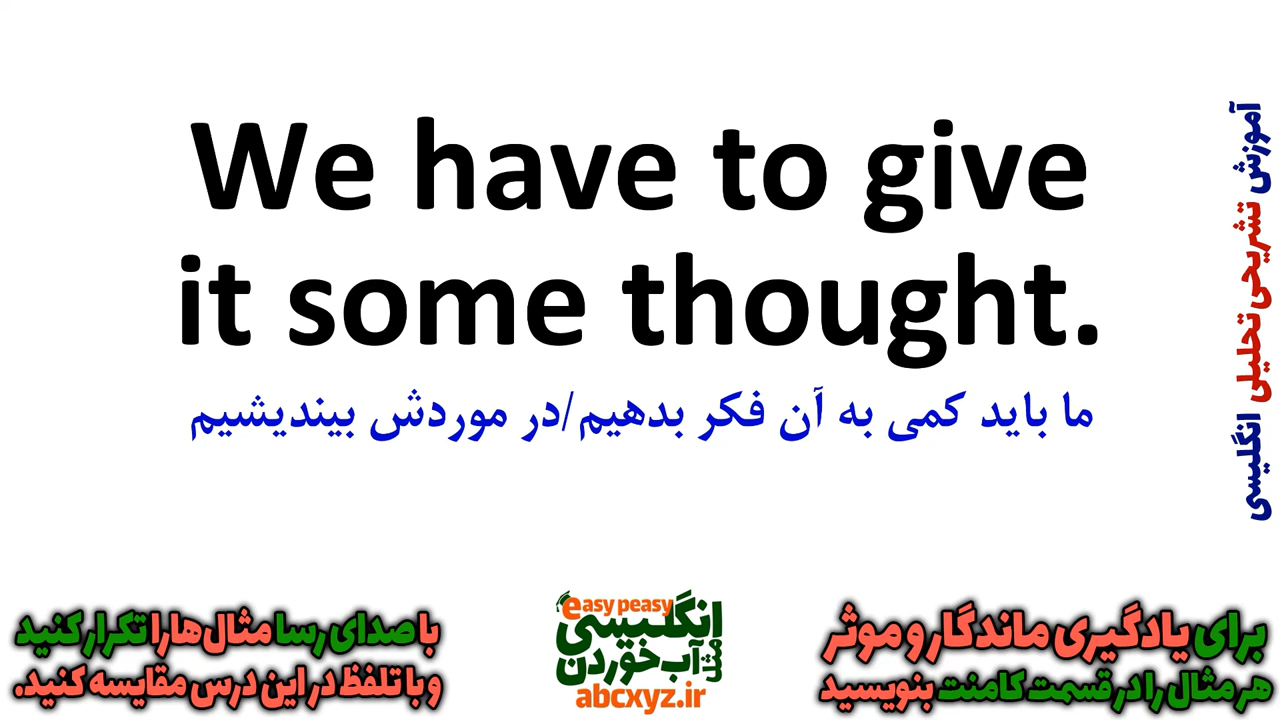 We have to give
it some thought.
ما باید کمی به آن فکر بدهیم/در موردش بیندیشیم
آموزش تشریحی تحلیلی انگلیسی
برای یادگیری ماندگار و موثر
هر مثال را در قسمت کامنت بنویسید
easy peasy
انگلیسی
مثل
آب خوردن
abcxyz.ir
با صدای رسا مثال‌ها را تکرار کنید
و با تلفظ در این درس مقایسه کنید.